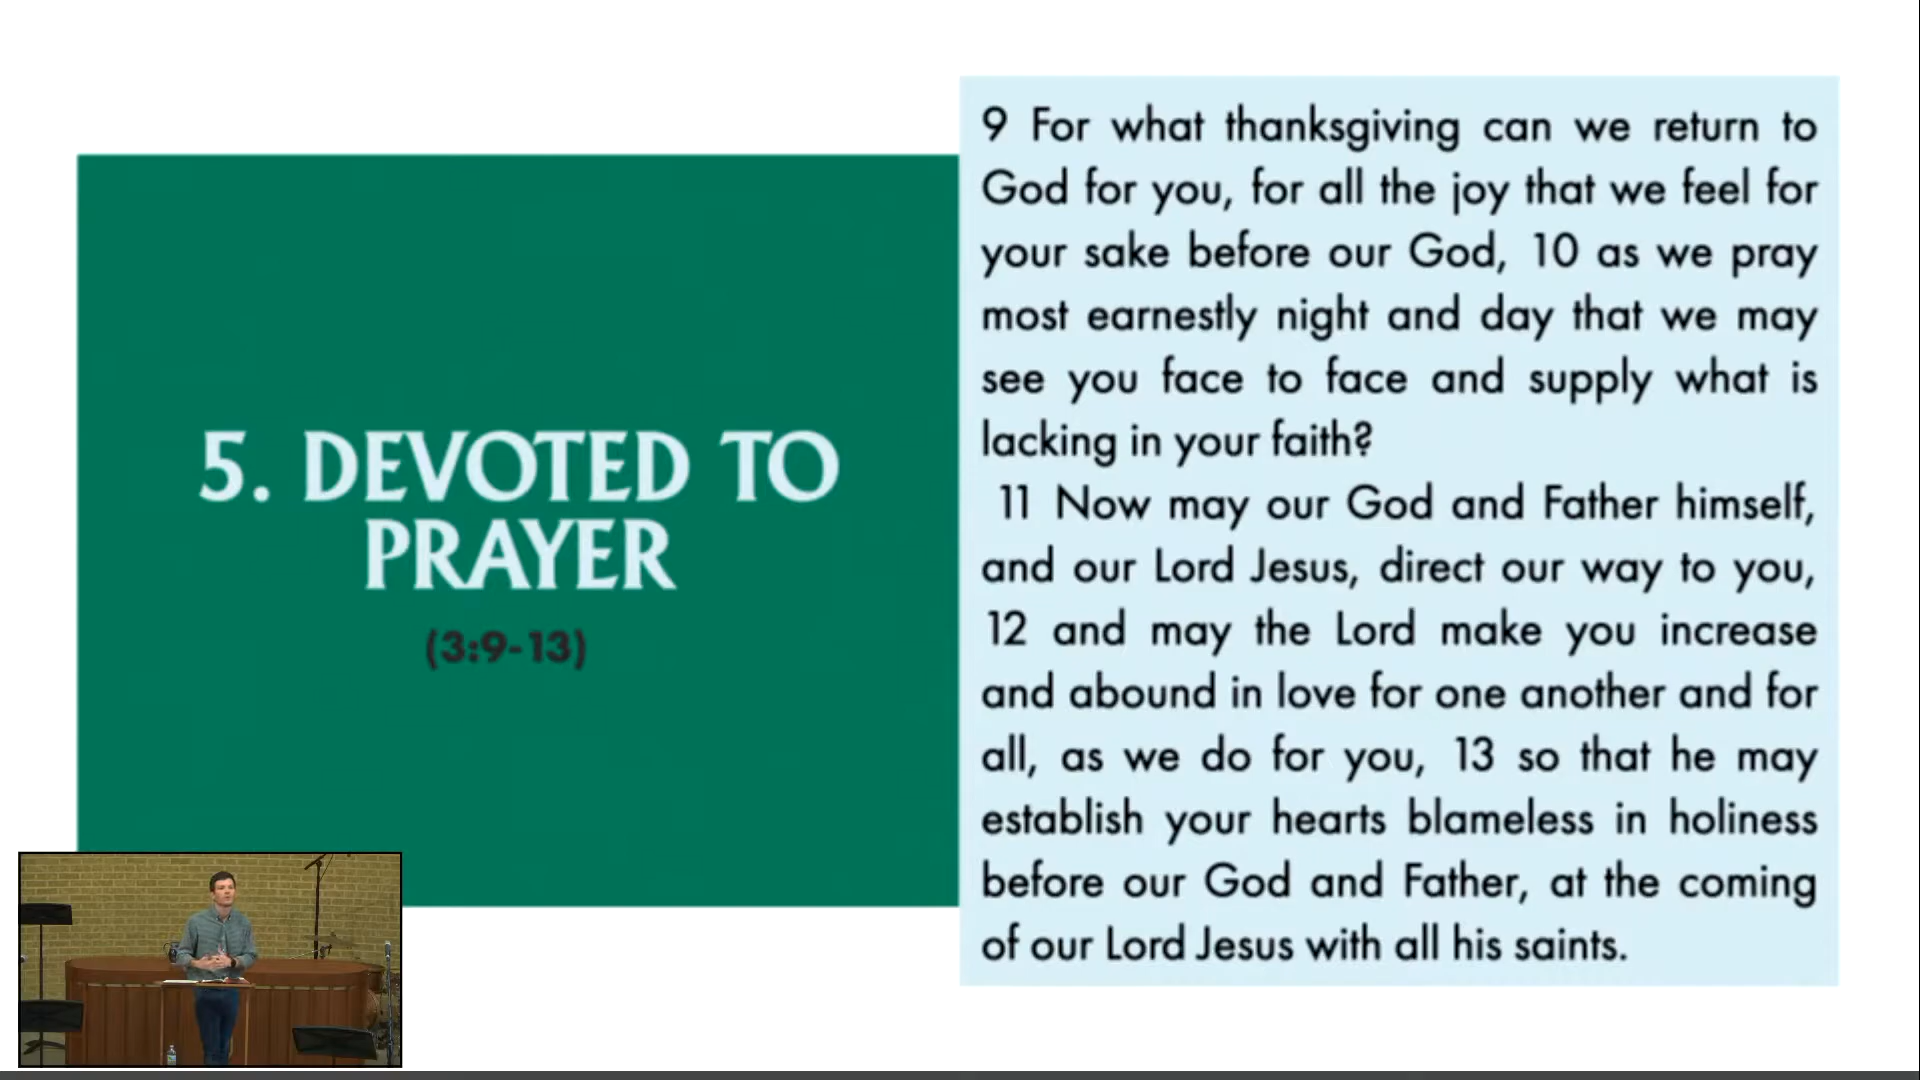 5. DEVOTED TO
PRAYER
(3:9-13)
9 For what thanksgiving can we return to
God for you, for all the joy that we feel for
your sake before our God, 10 as we pray
most earnestly night and day that we may
see you face to face and supply what is
lacking in your faith?
11 Now may our God and Father himself,
and our Lord Jesus, direct our way to you,
12 and may the Lord make you increase
and abound in love for one another and for
all, as we do for you, 13 so that he may
establish your hearts blameless in holiness
before our God and Father, at the coming
of our Lord Jesus with all his saints.